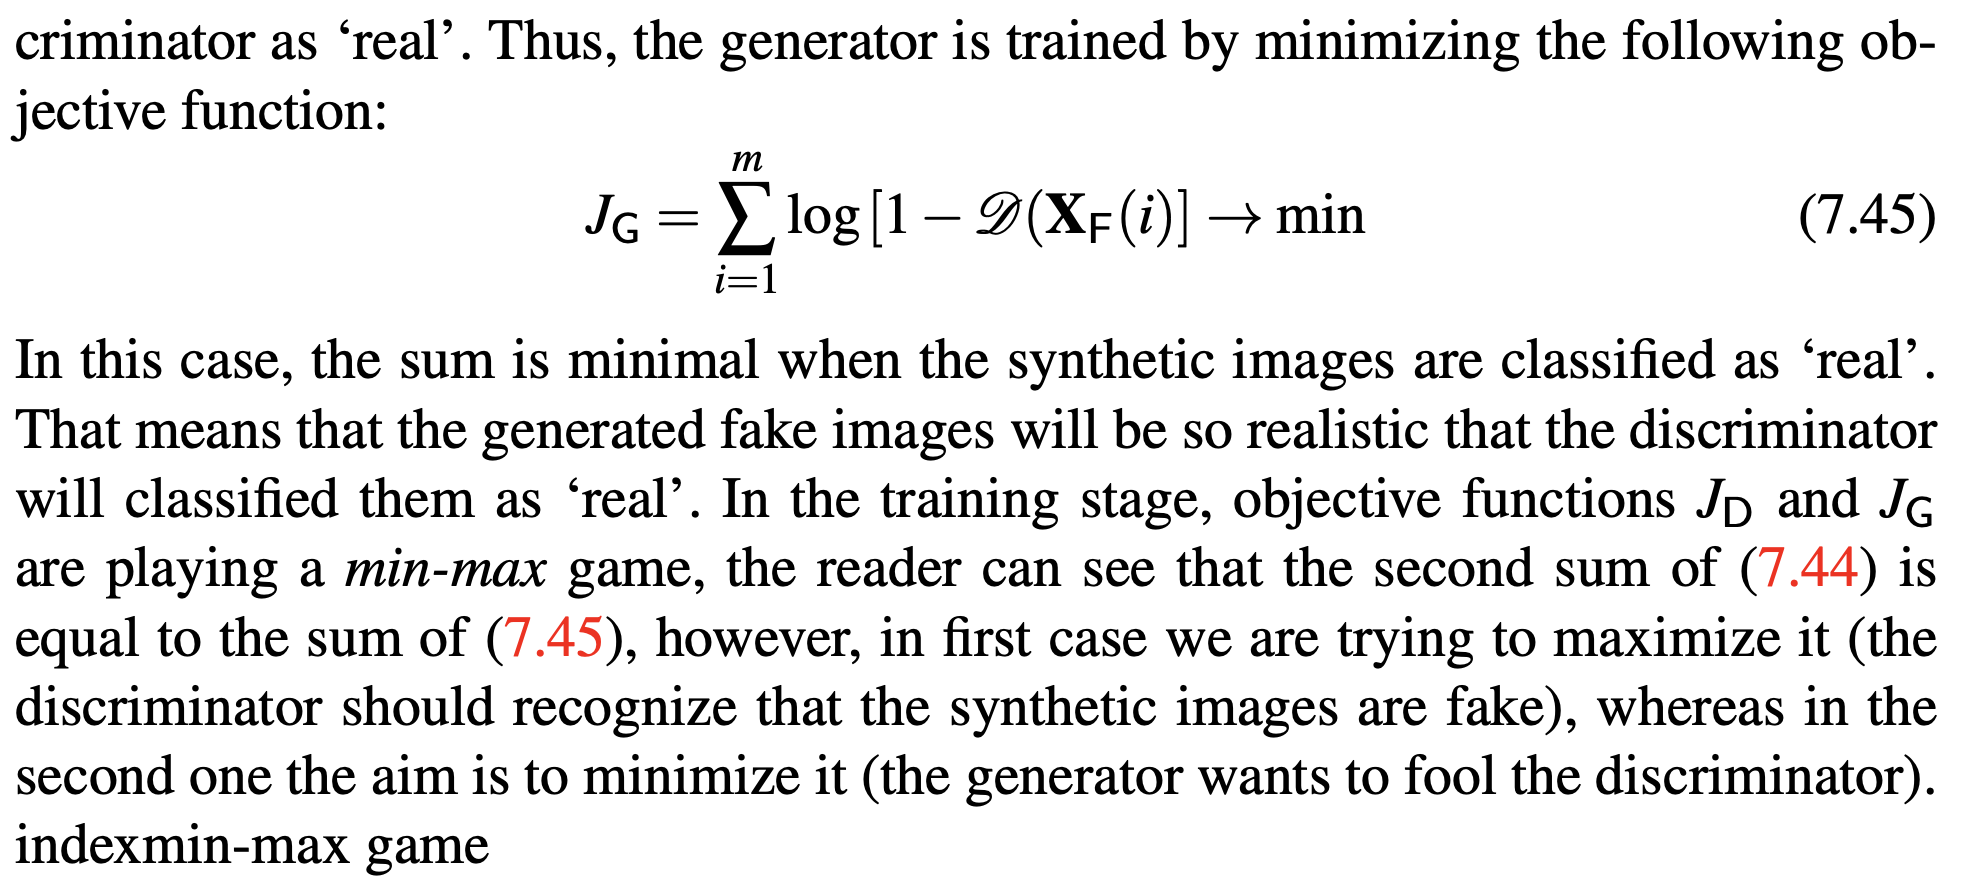 criminator as ‘real’. Thus, the generator is trained by minimizing the following ob-
jective function:
J_G = \sum_{i=1}^{m} \log [1 − 𝒟(X_F(i)] → min (7.45)
In this case, the sum is minimal when the synthetic images are classified as ‘real’.
That means that the generated fake images will be so realistic that the discriminator
will classified them as ‘real’. In the training stage, objective functions J_D and J_G
are playing a min-max game, the reader can see that the second sum of (7.44) is
equal to the sum of (7.45), however, in first case we are trying to maximize it (the
discriminator should recognize that the synthetic images are fake), whereas in the
second one the aim is to minimize it (the generator wants to fool the discriminator).
indexmin-max game